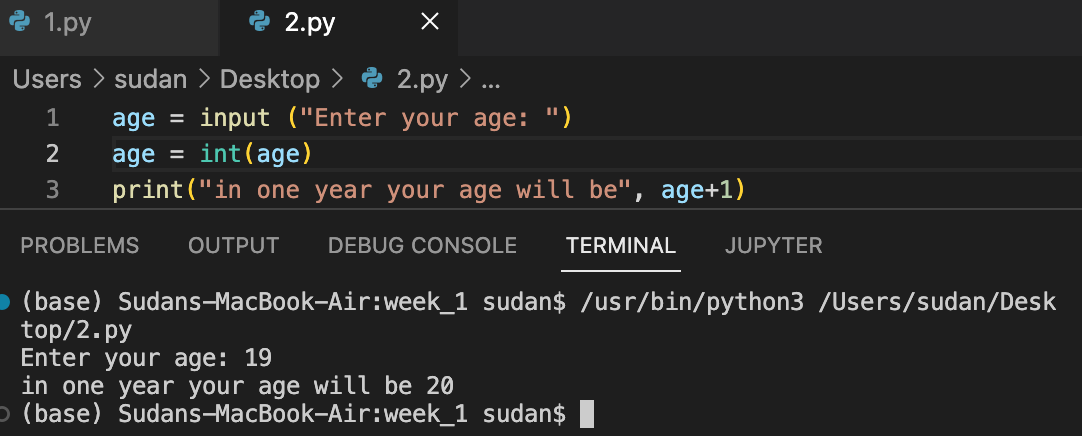 1.py 2.py
Users > sudan > Desktop > 2.py > ...
1 age = input ("Enter your age: ")
2 age = int(age)
3 print("in one year your age will be", age+1)
PROBLEMS OUTPUT DEBUG CONSOLE TERMINAL JUPYTER
(base) Sudans-MacBook-Air:week_1 sudan$ /usr/bin/python3 /Users/sudan/Desk
top/2.py
Enter your age: 19
in one year your age will be 20
(base) Sudans-MacBook-Air:week_1 sudan$